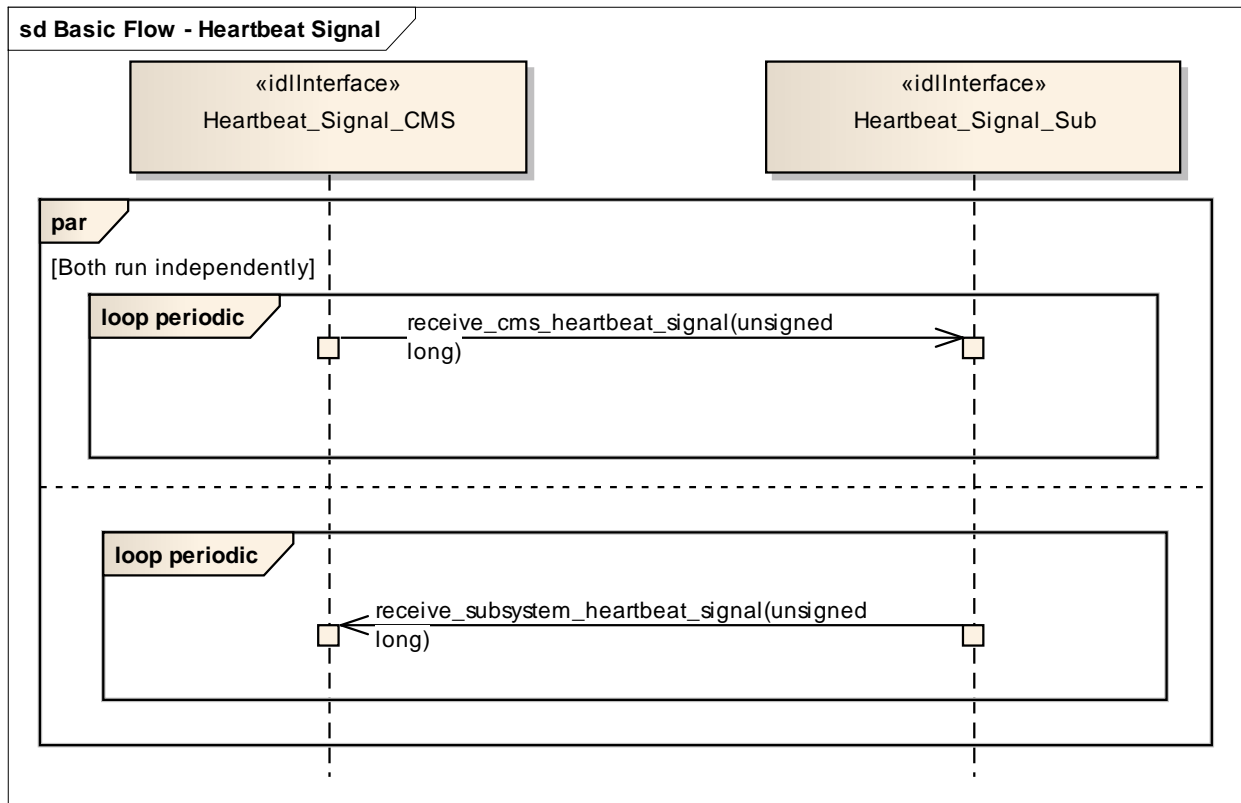 sd Basic Flow - Heartbeat Signal
«idlInterface»
Heartbeat_Signal_CMS
«idlInterface»
Heartbeat_Signal_Sub
par
[Both run independently]
loop periodic
receive_cms_heartbeat_signal(unsigned
long)
loop periodic
receive_subsystem_heartbeat_signal(unsigned
long)